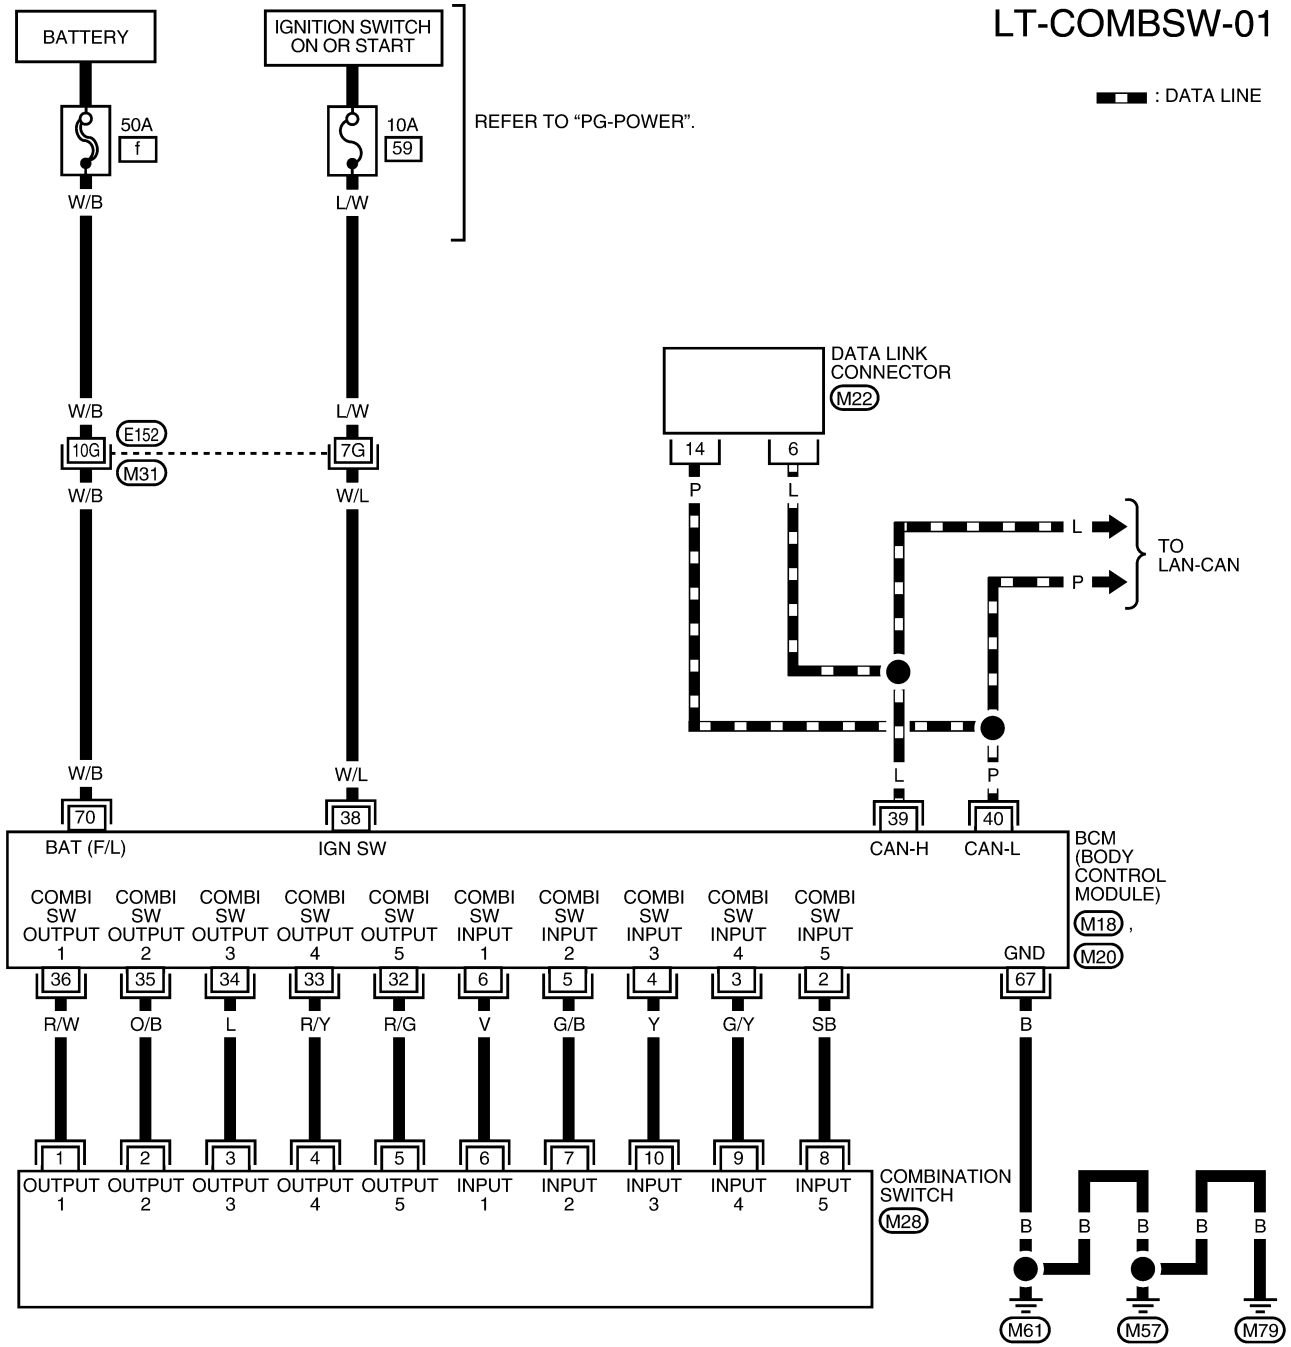 LT-COMBSW-01
BATTERY
IGNITION SWITCH
ON OR START
: DATA LINE
50A
f
10A
59
REFER TO “PG-POWER”.
W/B
L/W
DATA LINK
CONNECTOR
M22
W/B
L/W
E152
10G
7G
M31
14
6
W/B
W/L
P
L
L
P
TO
LAN-CAN
W/B
W/L
L
P
70
38
39
40
BAT (F/L)
IGN SW
CAN-H
CAN-L
BCM
(BODY
CONTROL
MODULE)
M18 ,
M20
COMBI
SW
OUTPUT
1
COMBI
SW
OUTPUT
2
COMBI
SW
OUTPUT
3
COMBI
SW
OUTPUT
4
COMBI
SW
OUTPUT
5
COMBI
SW
INPUT
1
COMBI
SW
INPUT
2
COMBI
SW
INPUT
3
COMBI
SW
INPUT
4
COMBI
SW
INPUT
5
GND
36
35
34
33
32
6
5
4
3
2
67
R/W
O/B
L
R/Y
R/G
V
G/B
Y
G/Y
SB
B
1
2
3
4
5
6
7
10
9
8
OUTPUT
1
OUTPUT
2
OUTPUT
3
OUTPUT
4
OUTPUT
5
INPUT
1
INPUT
2
INPUT
3
INPUT
4
INPUT
5
COMBINATION
SWITCH
M28
B
B
B
B
B
M61
M57
M79